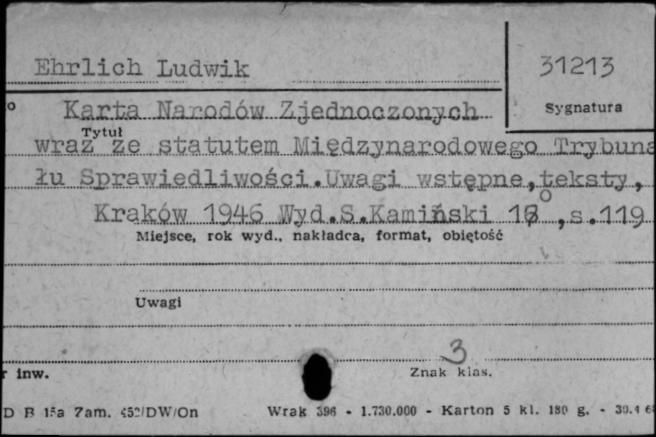 Ehrlich Ludwik
31213
Sygnatura
Karta Narodów Zjednoczonych
Tytuł
wraz ze statutem Międzynarodowego Trybuna
łu Sprawiedliwości.Uwagi wstępne,teksty,
Kraków 1946 Wyd.S.Kamiński 16°,s.119
Miejsce, rok wyd., nakładca, format, objętość
Uwagi
3
r inw.
Znak klas.
D B 15a Zam. 452/DW/On Wrak 396 - 1.730.000 - Karton 5 kl. 180 g. - 30.4 6